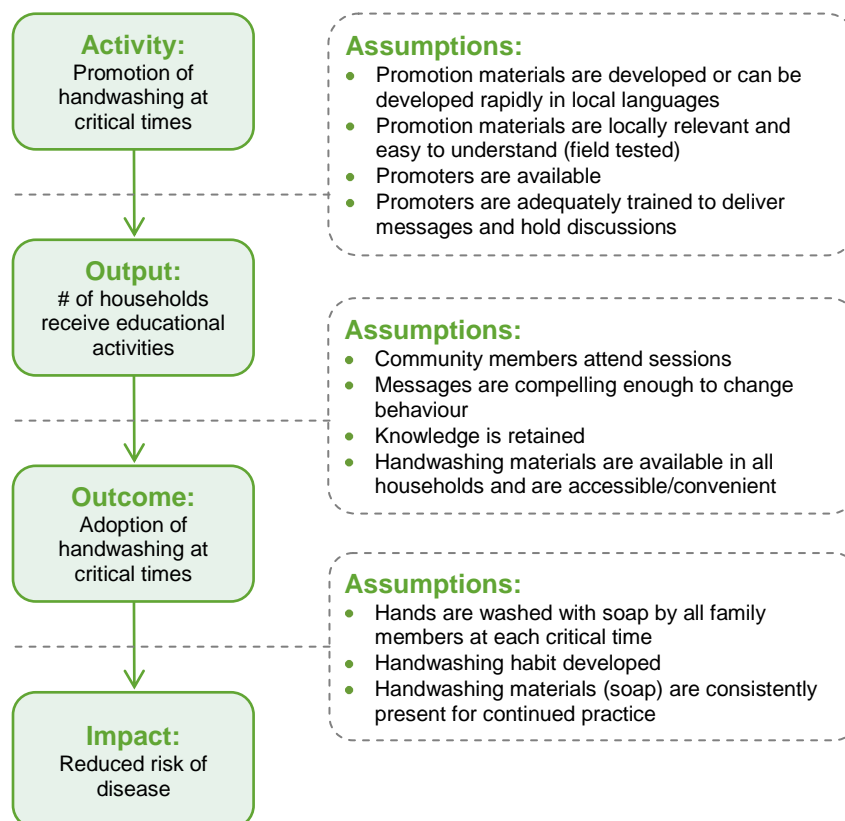 Activity:
Promotion of
handwashing at
critical times
Assumptions:
• Promotion materials are developed or can be
developed rapidly in local languages
• Promotion materials are locally relevant and
easy to understand (field tested)
• Promoters are available
• Promoters are adequately trained to deliver
messages and hold discussions
Output:
# of households
receive educational
activities
Assumptions:
• Community members attend sessions
• Messages are compelling enough to change
behaviour
• Knowledge is retained
• Handwashing materials are available in all
households and are accessible/convenient
Outcome:
Adoption of
handwashing at
critical times
Assumptions:
• Hands are washed with soap by all family
members at each critical time
• Handwashing habit developed
• Handwashing materials (soap) are consistently
present for continued practice
Impact:
Reduced risk of
disease